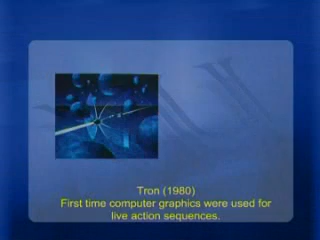 Tron (1980)
First time computer graphics were used for
live action sequences.